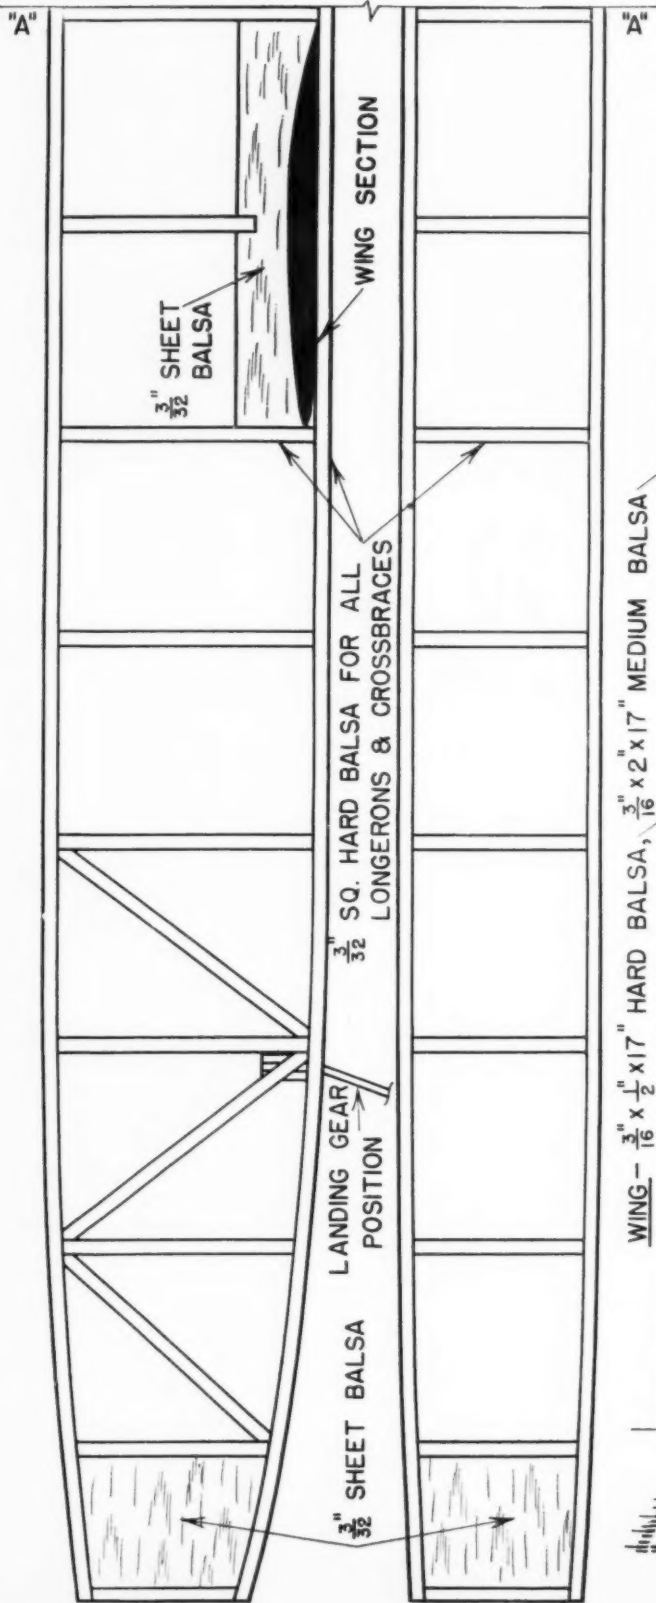 "A"
"A"
3/32" SHEET
BALSA
WING SECTION
3/32" SQ. HARD BALSA FOR ALL
LONGERONS & CROSSBRACES
LANDING GEAR
POSITION
3/32" SHEET BALSA
WING - 3/16" x 1/2" x 17" HARD BALSA, 3/16" x 2" x 17" MEDIUM BALSA